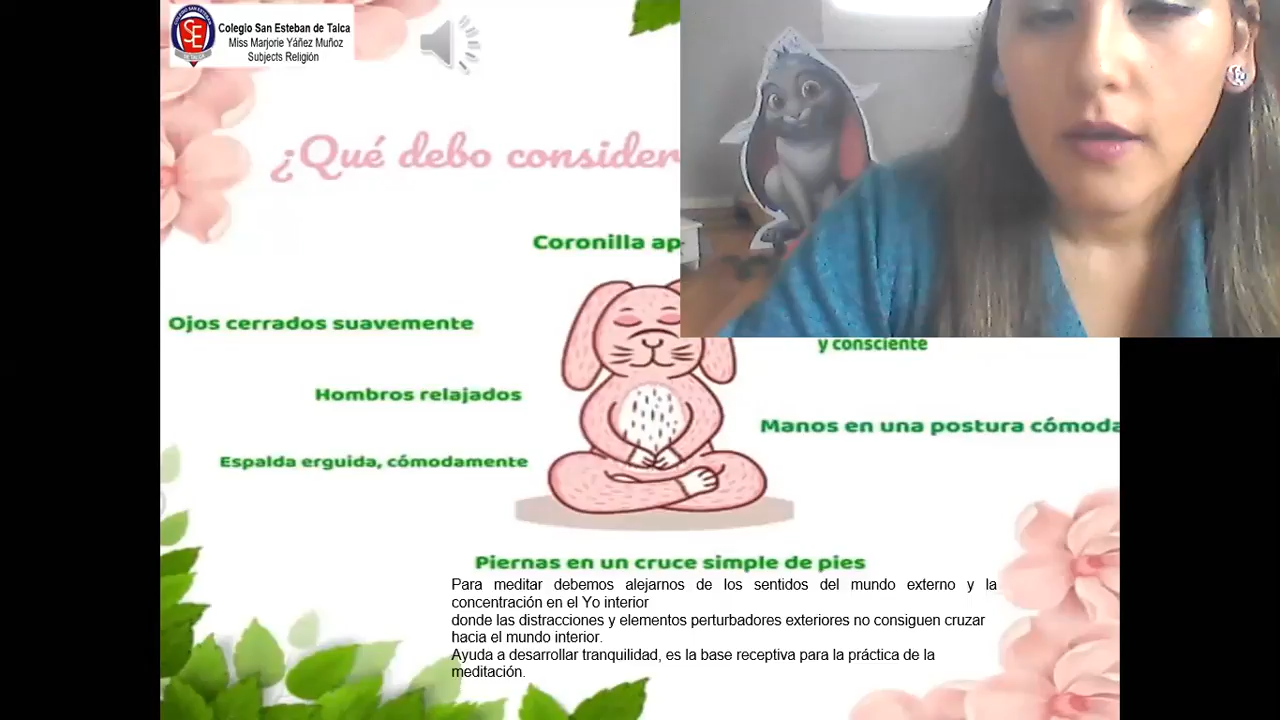 Colegio San Esteban de Talca
Miss Marjorie Yáñez Muñoz
Subjects Religión
¿Qué debo consider
Coronilla ap
Ojos cerrados suavemente
y consciente
Hombros relajados
Manos en una postura cómoda
Espalda erguida, cómodamente
Piernas en un cruce simple de pies
Para meditar debemos alejarnos de los sentidos del mundo externo y la
concentración en el Yo interior
donde las distracciones y elementos perturbadores exteriores no consiguen cruzar
hacia el mundo interior.
Ayuda a desarrollar tranquilidad, es la base receptiva para la práctica de la
meditación.